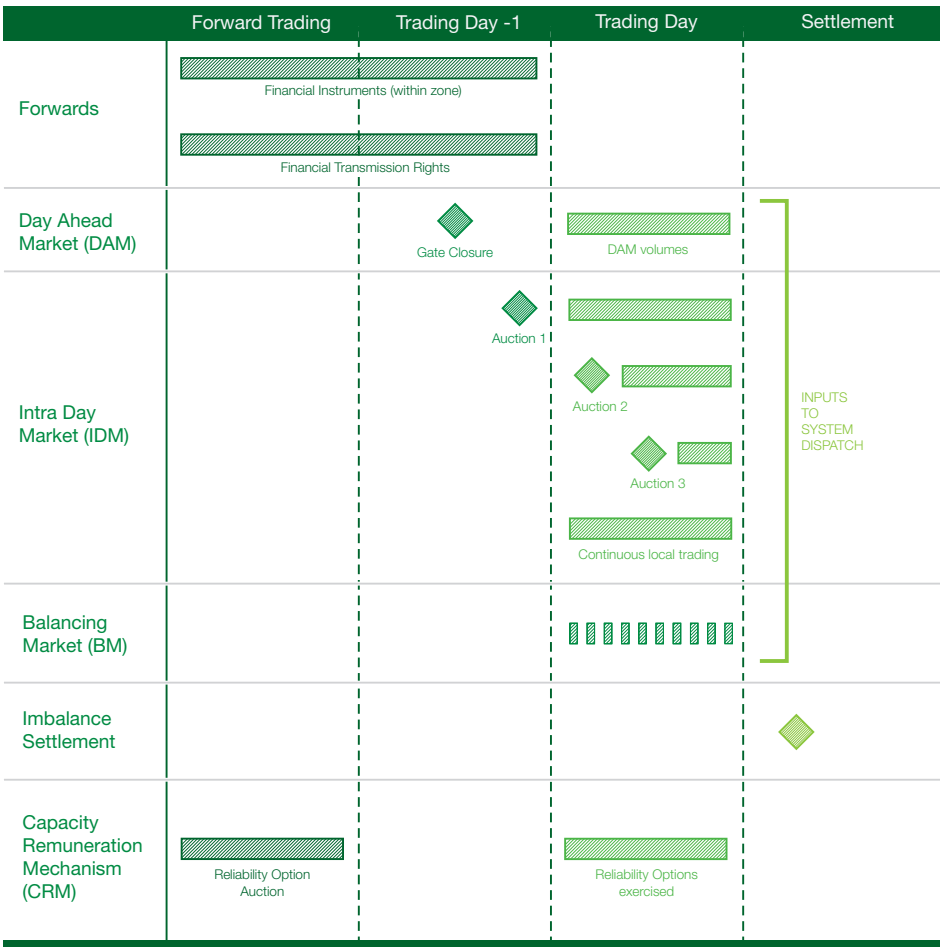 Forward Trading
Trading Day -1
Trading Day
Settlement
Forwards
Financial Instruments (within zone)
Financial Transmission Rights
Day Ahead
Market (DAM)
Gate Closure
DAM volumes
Intra Day
Market (IDM)
Auction 1
Auction 2
Auction 3
Continuous local trading
INPUTS
TO
SYSTEM
DISPATCH
Balancing
Market (BM)
Imbalance
Settlement
Capacity
Remuneration
Mechanism
(CRM)
Reliability Option
Auction
Reliability Options
exercised